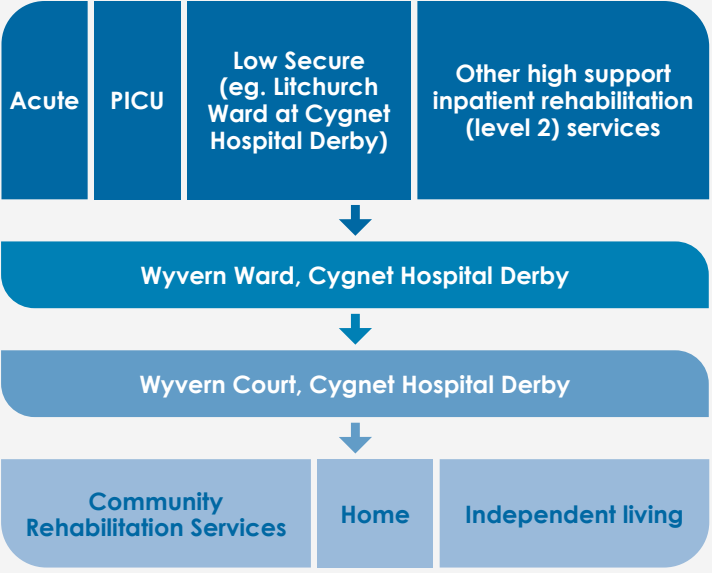 Acute
PICU
Low Secure
(eg. Litchurch
Ward at Cygnet
Hospital Derby)
Other high support
inpatient rehabilitation
(level 2) services
Wyvern Ward, Cygnet Hospital Derby
Wyvern Court, Cygnet Hospital Derby
Community
Rehabilitation Services
Home
Independent living